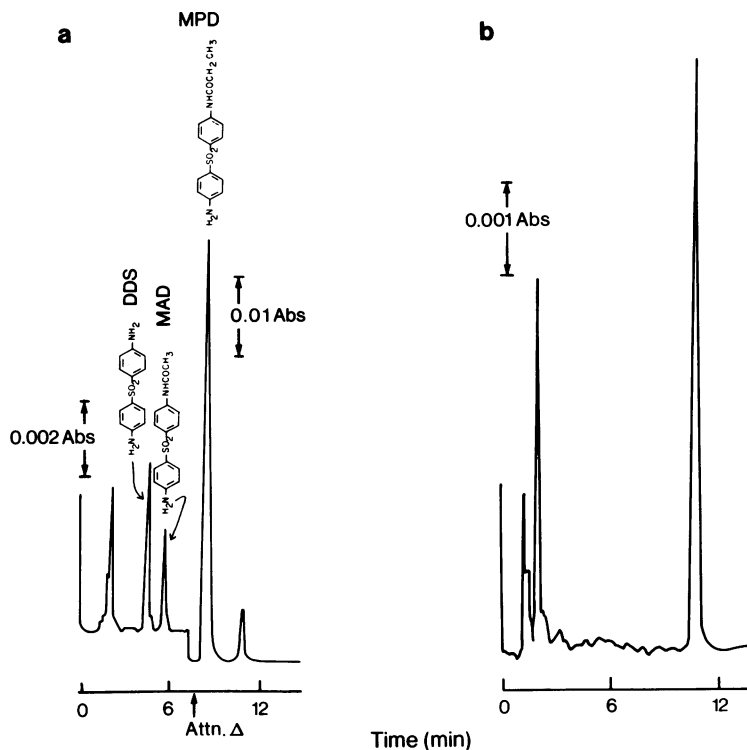 a
MPD
b
NHCOCH₂CH₃
SO₂
H₂N
0.001 Abs
DDS
MAD
0.01 Abs
NH₂
SO₂
H₂N
NHCOCH₃
SO₂
H₂N
0.002 Abs
0 6 12
Attn. Δ
0 6 12
Time (min)